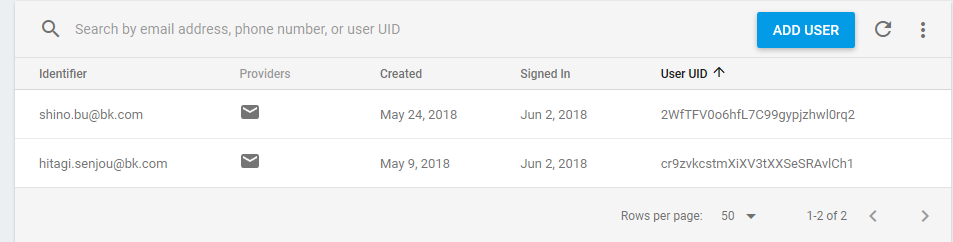 Search by email address, phone number, or user UID
ADD USER
Identifier Providers Created Signed In User UID
shino.bu@bk.com May 24, 2018 Jun 2, 2018 2WfTFV0o6hfL7C99gypjzhwl0rq2
hitagi.senjou@bk.com May 9, 2018 Jun 2, 2018 cr9zvkcstmXiXV3tXXSeSRAvlCh1
Rows per page: 50 1-2 of 2